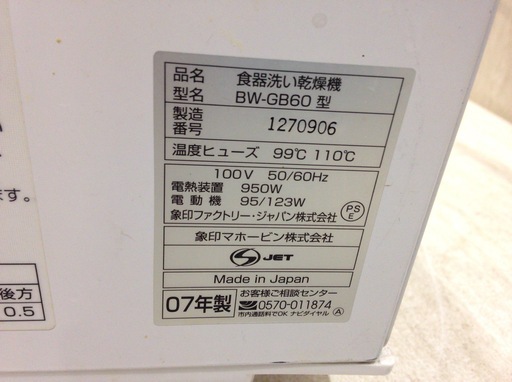 品名 食器洗い乾燥機
型名 BW-GB60 型
製造
番号 1270906
温度ヒューズ 99℃ 110℃
100V 50/60Hz
電熱装置 950W
電動機 95/123W
象印ファクトリー・ジャパン株式会社
PS
E
象印マホービン株式会社
JET
Made in Japan
07年製
お客様ご相談センター
0570-011874
市内通話料でOK ナビダイヤル Ⓐ
ます。
後方
0.5